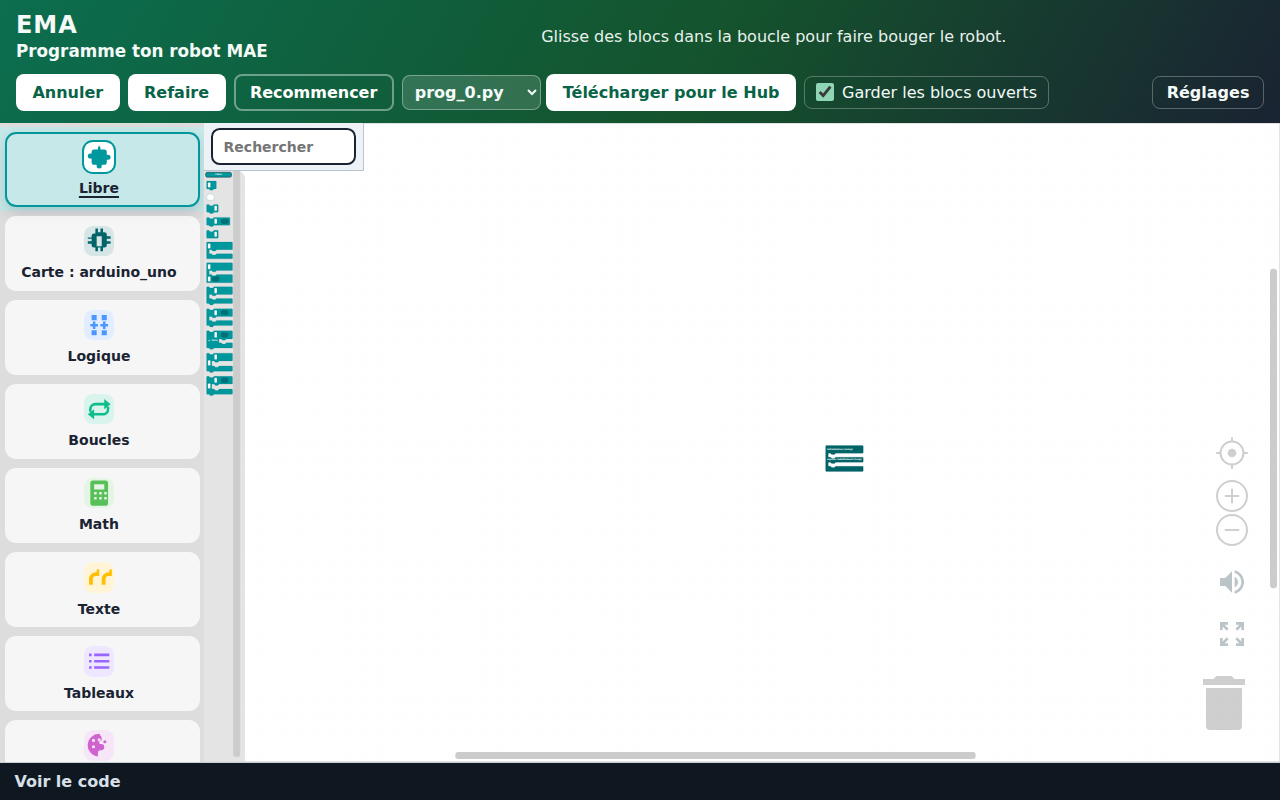 EMA
Programme ton robot MAE
Glisse des blocs dans la boucle pour faire bouger le robot.
Annuler
Refaire
Recommencer
prog_0.py
Télécharger pour le Hub
Garder les blocs ouverts
Réglages
Rechercher
Libre
Carte : arduino_uno
Logique
Boucles
Math
Texte
Tableaux
Voir le code